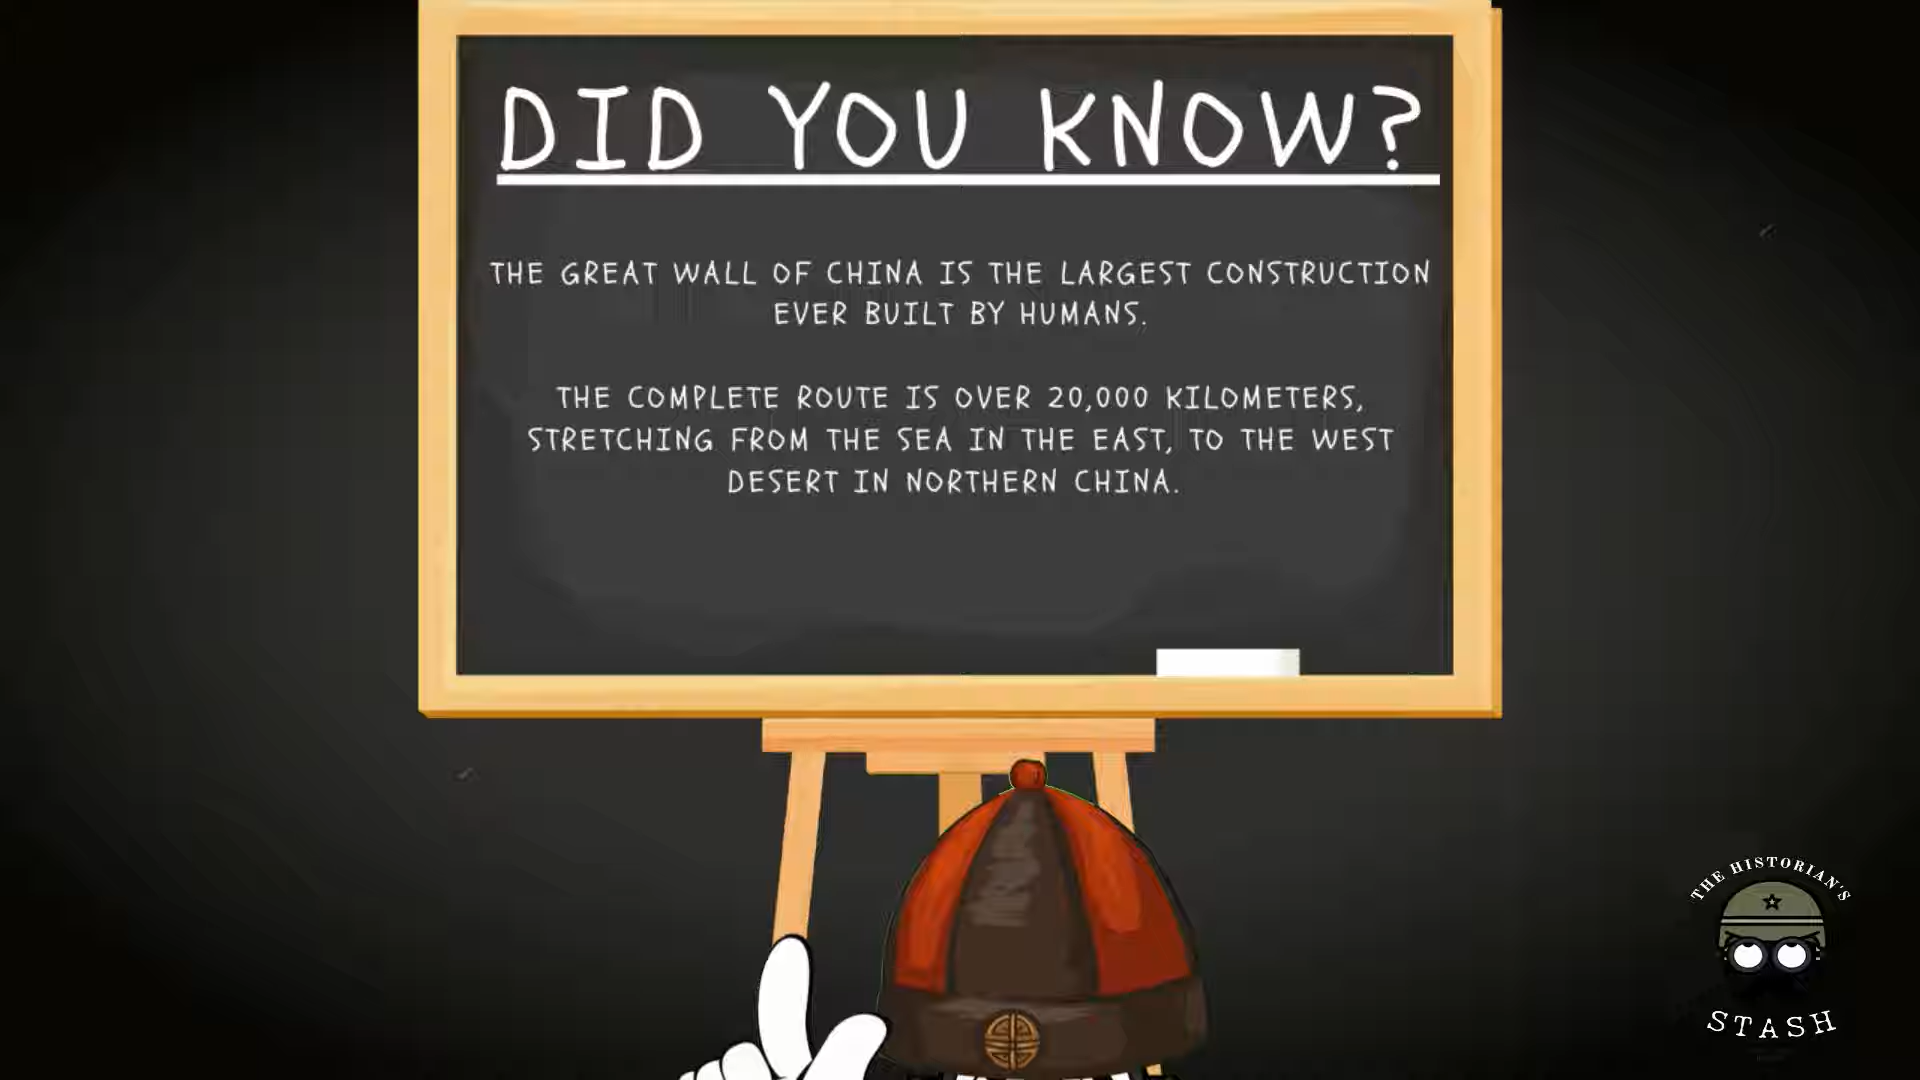 DID YOU KNOW?
THE GREAT WALL OF CHINA IS THE LARGEST CONSTRUCTION
EVER BUILT BY HUMANS.
THE COMPLETE ROUTE IS OVER 20,000 KILOMETERS,
STRETCHING FROM THE SEA IN THE EAST, TO THE WEST
DESERT IN NORTHERN CHINA.
THE HISTORIAN'S
STASH